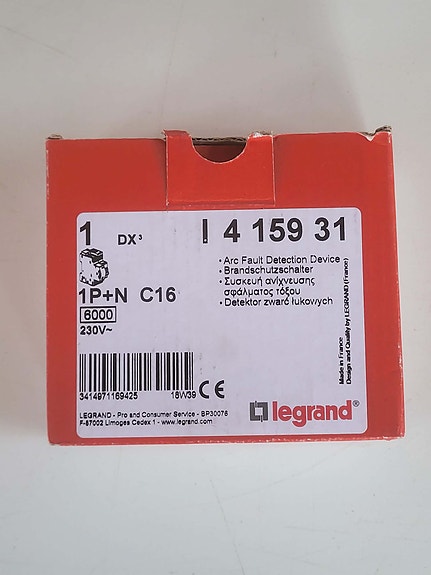 1 DX³ ! 4 159 31
• Arc Fault Detection Device
• Brandschutzschalter
• Συσκευή ανίχνευσης
σφάλματος τόξου
• Detektor zwarć łukowych
1P+N C16
6000
230V~
Made in France
Design and Quality by LEGRAND (France)
3414971169425 18W39 CE
LEGRAND - Pro and Consumer Service - BP30076
F-87002 Limoges Cedex 1 - www.legrand.com
legrand®